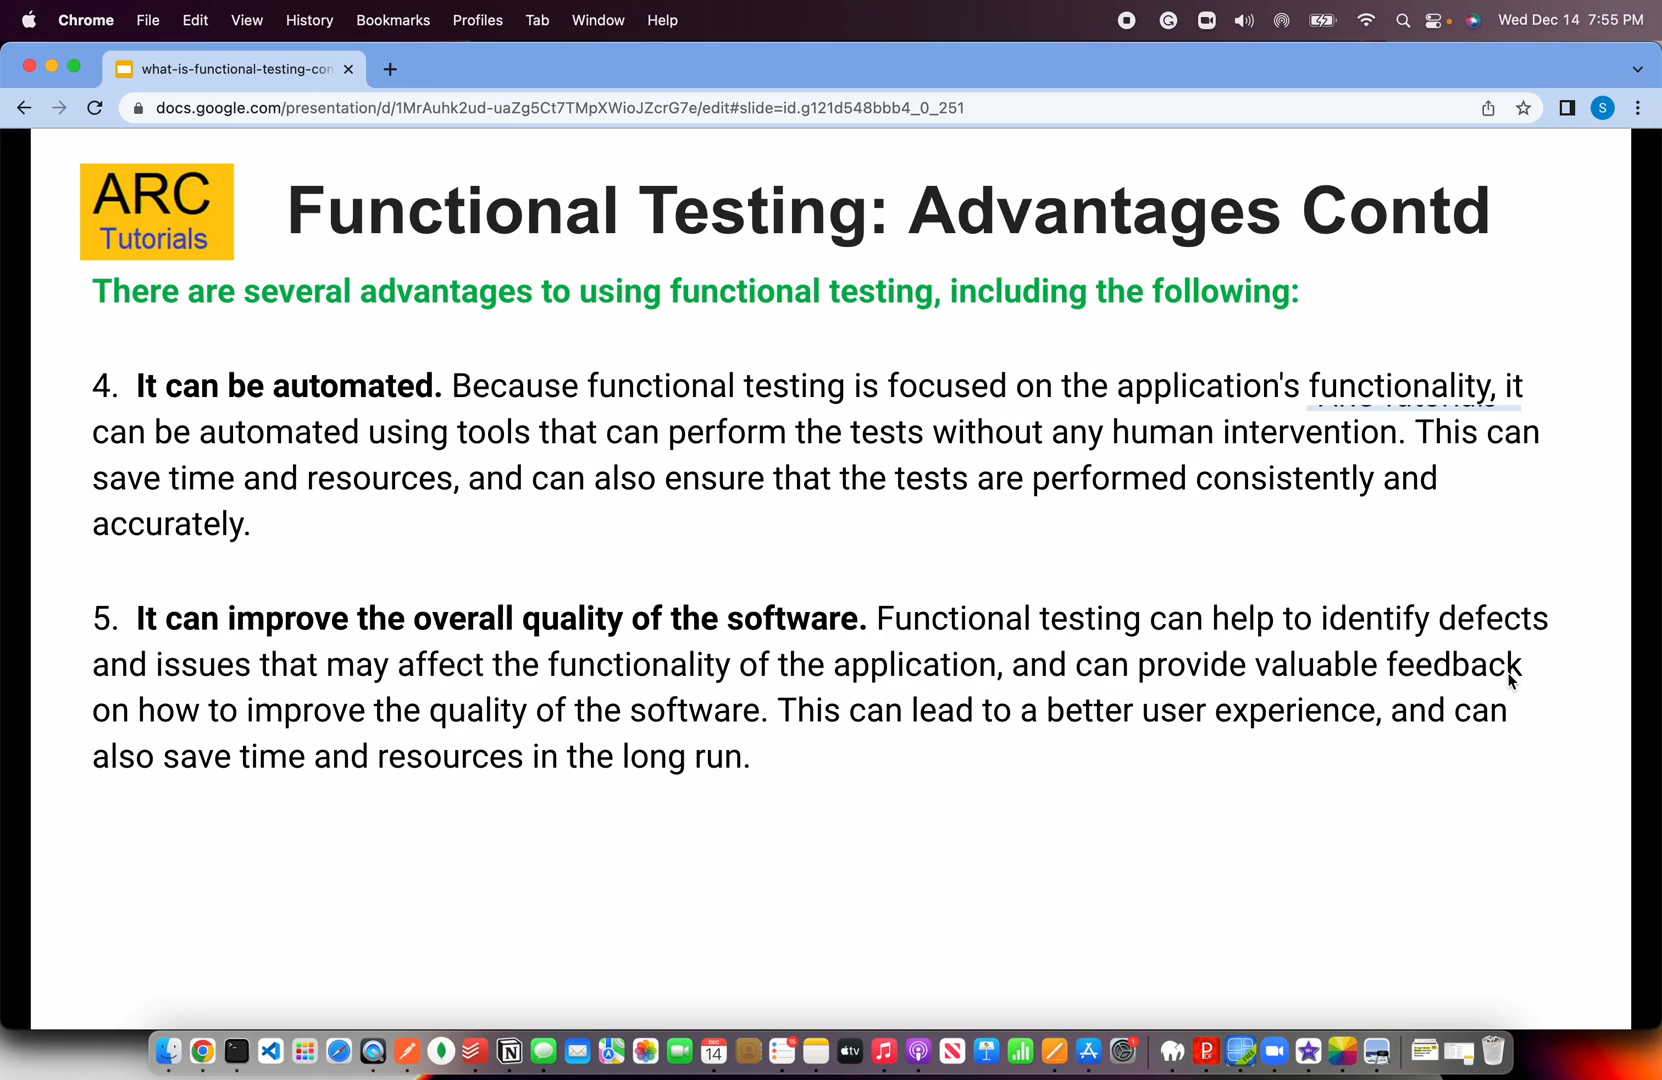 Chrome File Edit View History Bookmarks Profiles Tab Window Help Wed Dec 14 7:55 PM
what-is-functional-testing-con
docs.google.com/presentation/d/1MrAuhk2ud-uaZg5Ct7TMpXWioJZcrG7e/edit#slide=id.g121d548bbb4_0_251 S
ARC
Tutorials
Functional Testing: Advantages Contd
There are several advantages to using functional testing, including the following:
4. It can be automated. Because functional testing is focused on the application's functionality, it
can be automated using tools that can perform the tests without any human intervention. This can
save time and resources, and can also ensure that the tests are performed consistently and
accurately.
5. It can improve the overall quality of the software. Functional testing can help to identify defects
and issues that may affect the functionality of the application, and can provide valuable feedback
on how to improve the quality of the software. This can lead to a better user experience, and can
also save time and resources in the long run.
DEC
14
tv